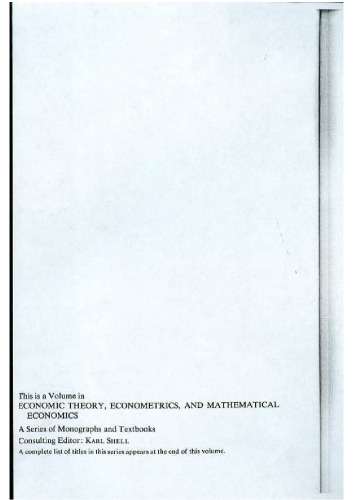 This is a Volume in
ECONOMIC THEORY, ECONOMETRICS, AND MATHEMATICAL
ECONOMICS
A Series of Monographs and Textbooks
Consulting Editor: KARL SHELL
A complete list of titles in this series appears at the end of this volume.